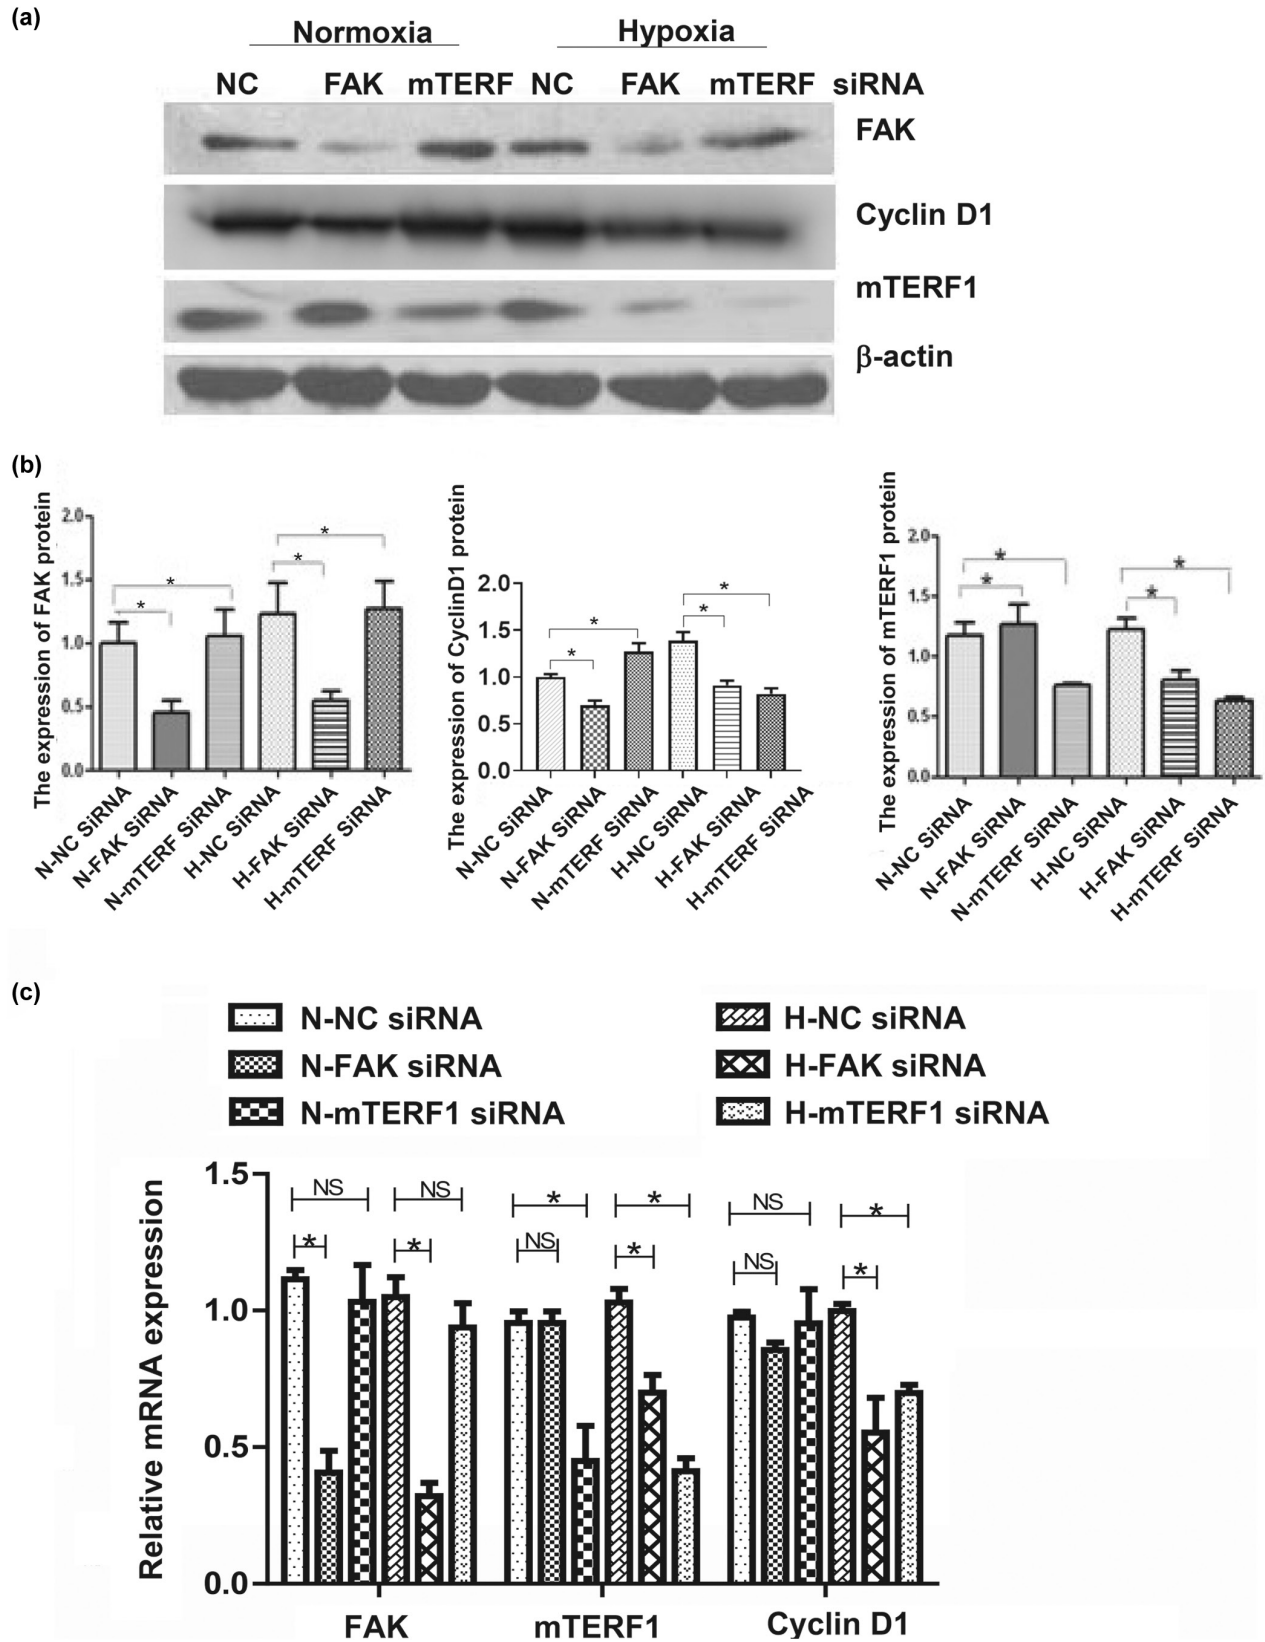 (a)
Normoxia Hypoxia
NC FAK mTERF NC FAK mTERF siRNA
FAK
Cyclin D1
mTERF1
β-actin
(b)
The expression of FAK protein
2.0
1.5
1.0
0.5
0.0
* * * *
N-NC SiRNA
N-FAK SiRNA
N-mTERF SiRNA
H-NC SiRNA
H-FAK SiRNA
H-mTERF SiRNA
The expression of CyclinD1 protein
2.0
1.5
1.0
0.5
0.0
* * * *
N-NC SiRNA
N-FAK SiRNA
N-mTERF SiRNA
H-NC SiRNA
H-FAK SiRNA
H-mTERF SiRNA
The expression of mTERF1 protein
2.0
1.5
1.0
0.5
0.0
* * * *
N-NC SiRNA
N-FAK SiRNA
N-mTERF SiRNA
H-NC SiRNA
H-FAK SiRNA
H-mTERF SiRNA
(c)
N-NC siRNA H-NC siRNA
N-FAK siRNA H-FAK siRNA
N-mTERF1 siRNA H-mTERF1 siRNA
Relative mRNA expression
1.5
1.0
0.5
0.0
NS NS * * NS *
* * NS * NS *
FAK mTERF1 Cyclin D1